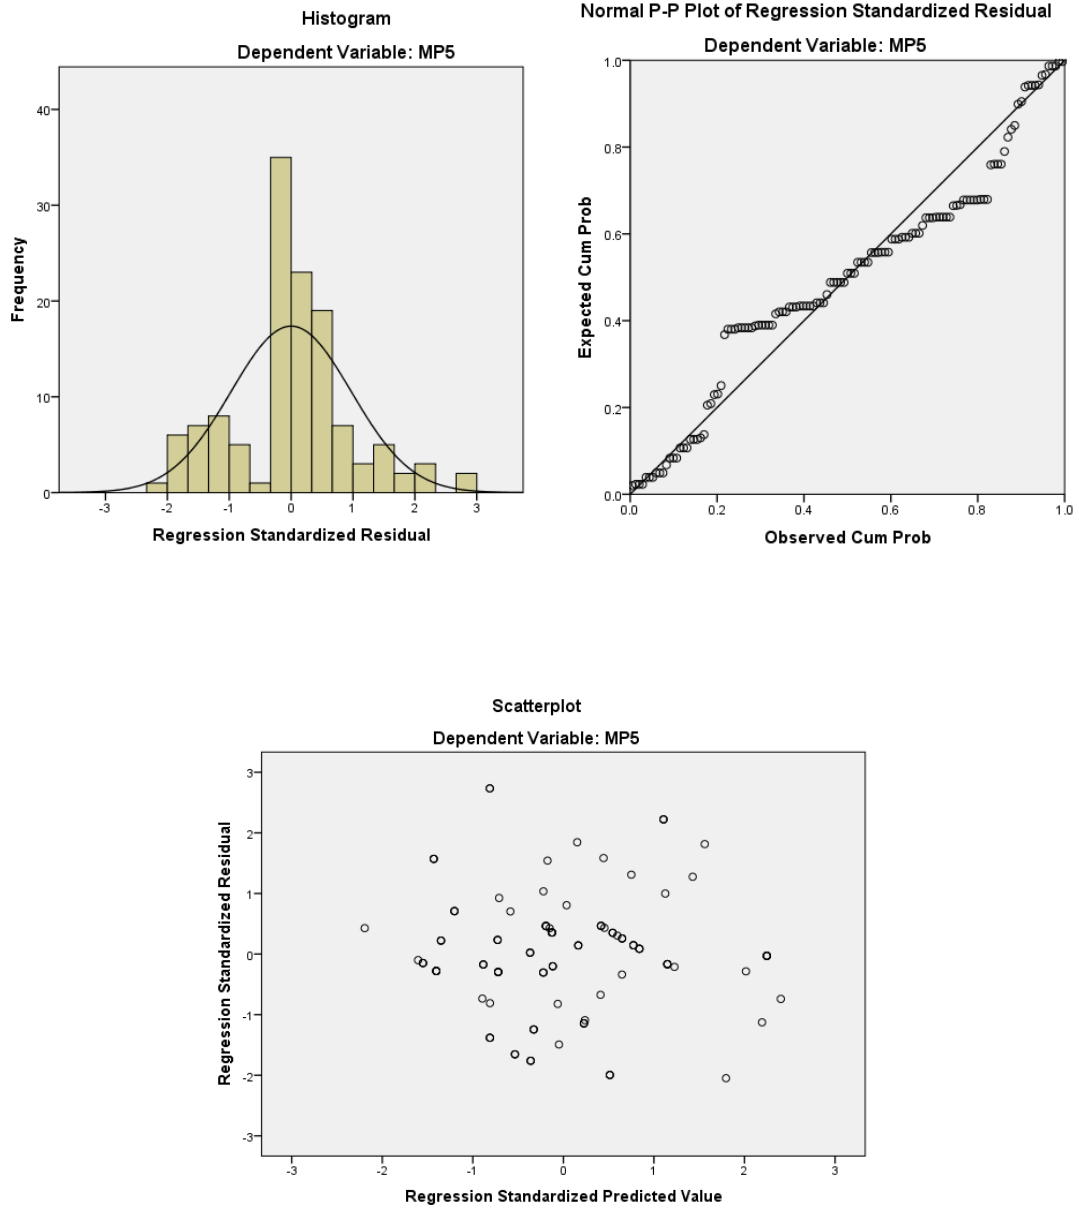 Histogram
Dependent Variable: MP5
Frequency
40
30
20
10
0
-3 -2 -1 0 1 2 3
Regression Standardized Residual
Normal P-P Plot of Regression Standardized Residual
Dependent Variable: MP5
Expected Cum Prob
1.0
0.8
0.6
0.4
0.2
0.0
0.0 0.2 0.4 0.6 0.8 1.0
Observed Cum Prob
Scatterplot
Dependent Variable: MP5
Regression Standardized Residual
3
2
1
0
-1
-2
-3
-3 -2 -1 0 1 2 3
Regression Standardized Predicted Value